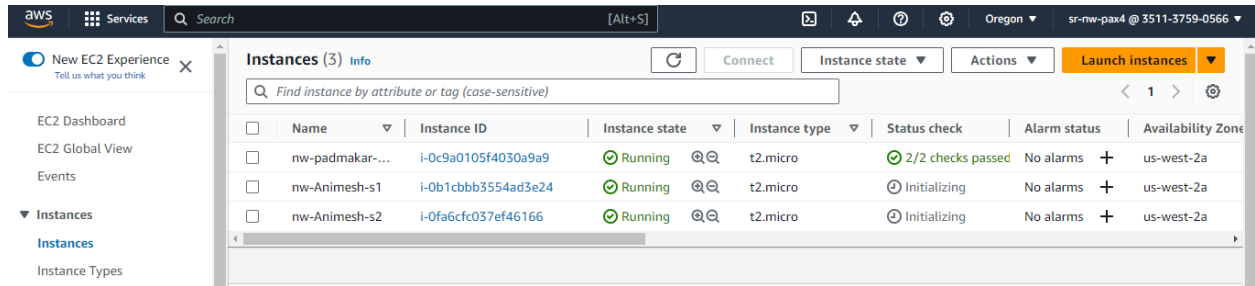 aws Services Search [Alt+S] Oregon ▼ sr-nw-pax4 @ 3511-3759-0566 ▼
New EC2 Experience
Tell us what you think
EC2 Dashboard
EC2 Global View
Events
▼ Instances
Instances
Instance Types
Instances (3) Info Connect Instance state ▼ Actions ▼ Launch instances ▼
Find instance by attribute or tag (case-sensitive) < 1 >
Name Instance ID Instance state Instance type Status check Alarm status Availability Zone
nw-padmakar-... i-0c9a0105f4030a9a9 Running t2.micro 2/2 checks passed No alarms + us-west-2a
nw-Animesh-s1 i-0b1cbbb3554ad3e24 Running t2.micro Initializing No alarms + us-west-2a
nw-Animesh-s2 i-0fa6cfc037ef46166 Running t2.micro Initializing No alarms + us-west-2a